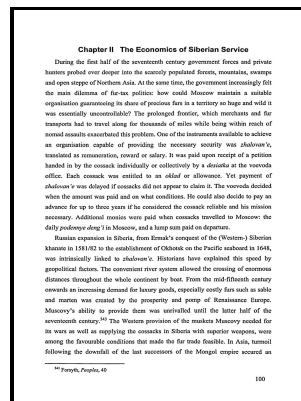 Chapter II The Economics of Siberian Service
During the first half of the seventeenth century government forces and private
hunters probed ever deeper into the scarcely populated forests, mountains, swamps
and open steppe of Northern Asia. At the same time, the government increasingly felt
the main dilemma of fur-tax politics: how could Moscow maintain a suitable
organisation guaranteeing its share of precious furs in a territory so huge and wild it
was essentially uncontrollable? The prolonged frontier, which merchants and fur
transports had to travel along for thousands of miles while being within reach of
nomad assaults exacerbated this problem. One of the instruments available to achieve
an organisation capable of providing the necessary security was zhalovan'e,
translated as remuneration, reward or salary. It was paid upon receipt of a petition
handed in by the cossack individually or collectively by a desiatka at the voevoda
office. Each cossack was entitled to an oklad or allowance. Yet payment of
zhalovan'e was delayed if cossacks did not appear to claim it. The voevoda decided
when the amount was paid and on what conditions. He could also decide to pay an
advance for up to three years if he considered the cossack reliable and his mission
necessary. Additional monies were paid when cossacks travelled to Moscow: the
daily podennye den'gi in Moscow, and a lump sum paid on departure.
Russian expansion in Siberia, from Ermak's conquest of the (Western-) Siberian
khanate in 1581/82 to the establishment of Okhotsk on the Pacific seaboard in 1648,
was intrinsically linked to zhalovan'e. Historians have explained this speed by
geopolitical factors. The convenient river system allowed the crossing of enormous
distances throughout the whole continent by boat. From the mid-fifteenth century
onwards an increasing demand for luxury goods, especially costly furs such as sable
and marten was created by the prosperity and pomp of Renaissance Europe.
Muscovy's ability to provide them was unrivalled until the latter half of the
seventeenth century.343 The Western provision of the muskets Muscovy needed for
its wars as well as supplying the cossacks in Siberia with superior weapons, were
among the favourable conditions that made the fur trade feasible. In Asia, turmoil
following the downfall of the last successors of the Mongol empire secured an
343 Forsyth, Peoples, 40
100